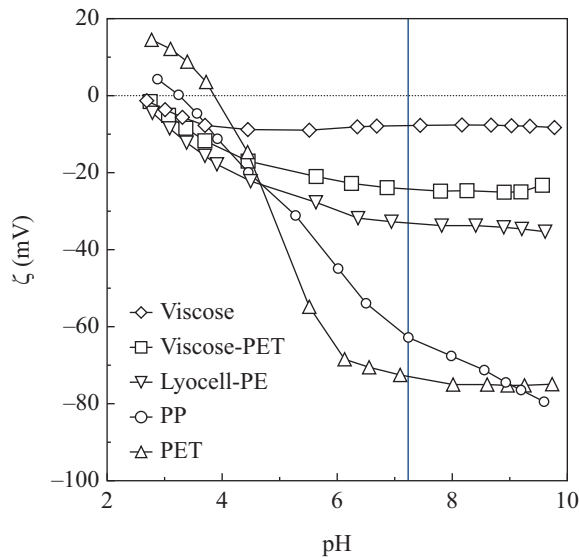 20
0
–20
–40
–60
–80
–100
ζ (mV)
Viscose
Viscose-PET
Lyocell-PE
PP
PET
2
4
6
8
10
pH